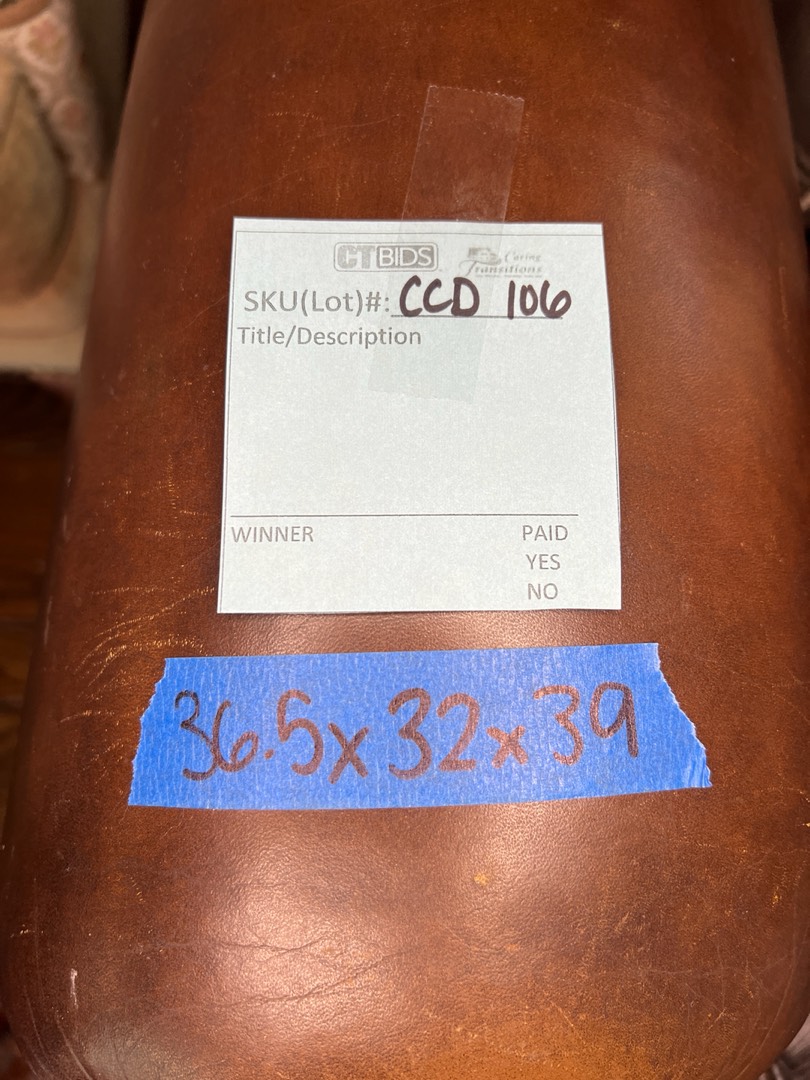 CTBIDS Caring
Transitions
SKU(Lot)#: CCD 106
Title/Description
WINNER PAID
YES
NO
36.5x32x39